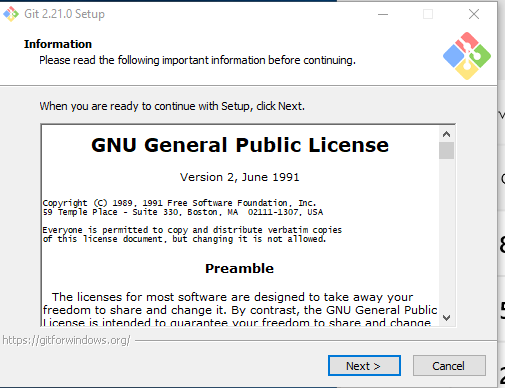 Git 2.21.0 Setup
Information
Please read the following important information before continuing.
When you are ready to continue with Setup, click Next.
GNU General Public License
Version 2, June 1991
Copyright (C) 1989, 1991 Free Software Foundation, Inc.
59 Temple Place - Suite 330, Boston, MA  02111-1307, USA
Everyone is permitted to copy and distribute verbatim copies
of this license document, but changing it is not allowed.
Preamble
The licenses for most software are designed to take away your
freedom to share and change it. By contrast, the GNU General Public
License is intended to guarantee your freedom to share and change
https://gitforwindows.org/
Next >
Cancel